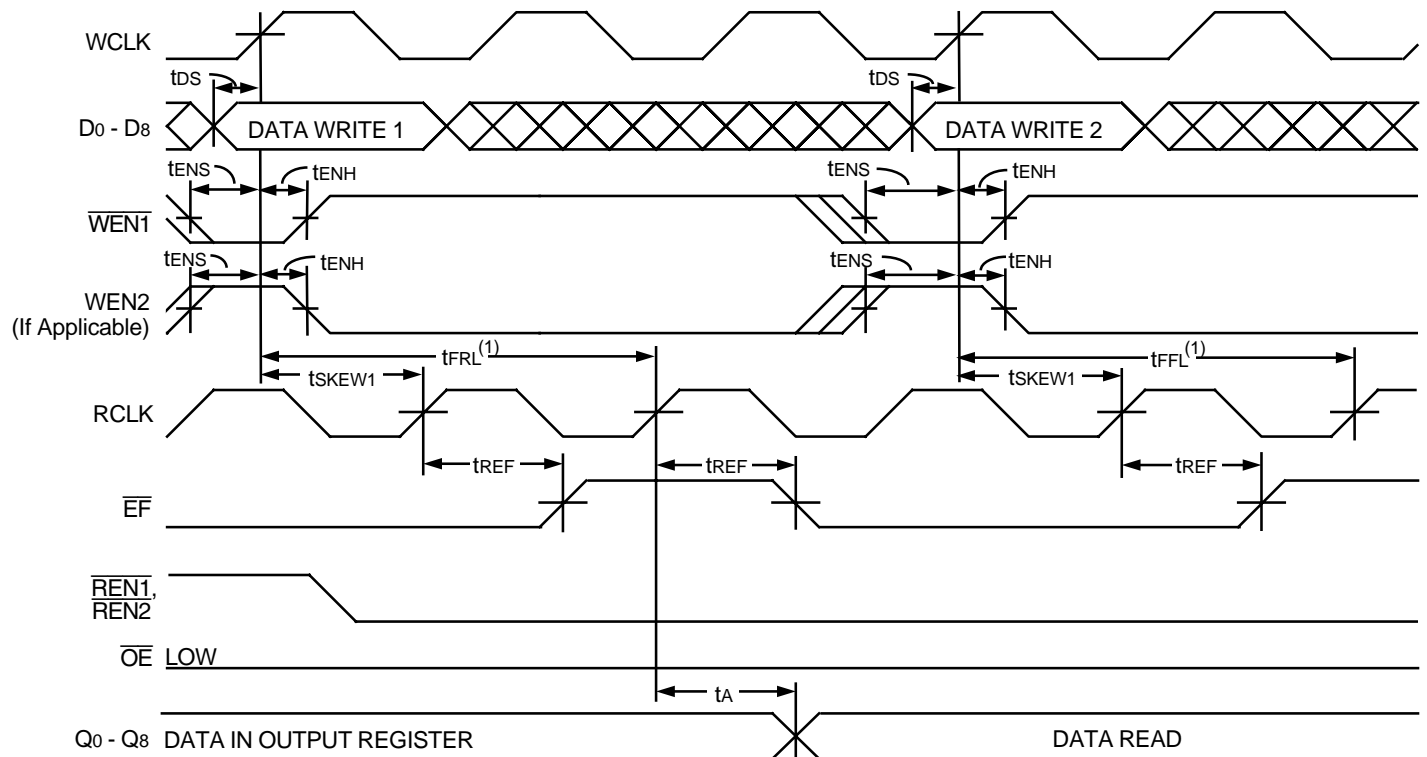 WCLK
tDS tDS
D0 - D8 DATA WRITE 1 DATA WRITE 2
tENS tENH tENS tENH
WEN1
tENS tENH tENS tENH
WEN2
(If Applicable)
tFRL(1) tFFL(1)
tSKEW1 tSKEW1
RCLK
tREF tREF tREF
EF
REN1,
REN2
OE LOW
tA
Q0 - Q8 DATA IN OUTPUT REGISTER DATA READ